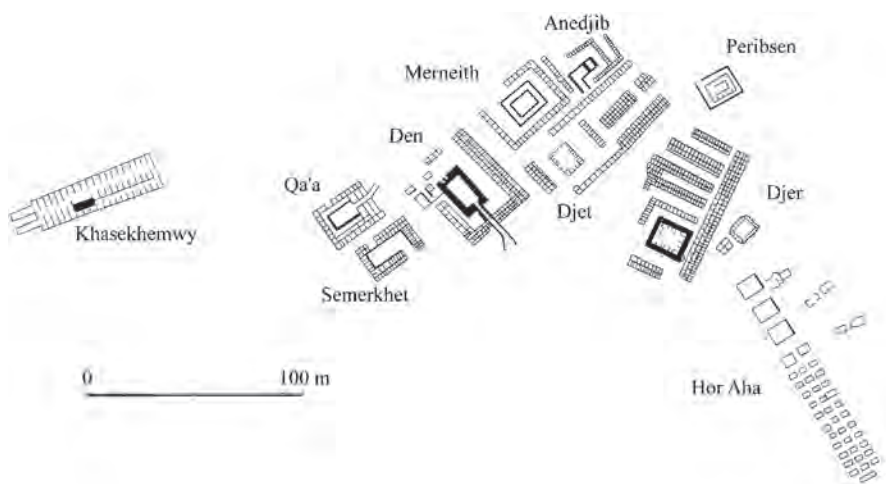 Anedjib
Peribsen
Merneith
Den
Qa'a
Djer
Djet
Khasekhemwy
Semerkhet
0 100 m
Hor Aha